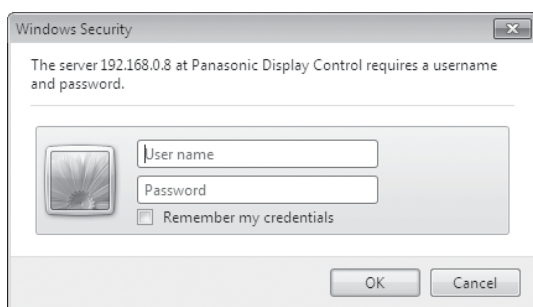 Windows Security
The server 192.168.0.8 at Panasonic Display Control requires a username
and password.
User name
Password
Remember my credentials
OK
Cancel